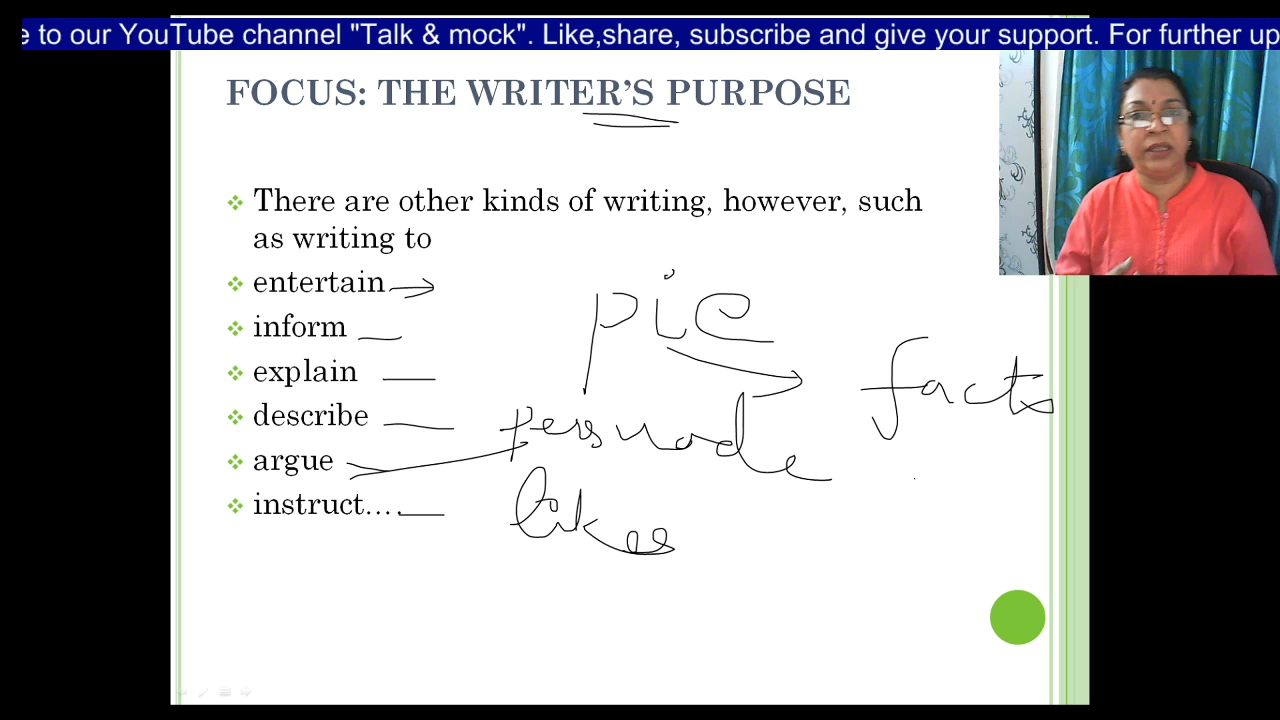 e to our YouTube channel "Talk & mock". Like,share, subscribe and give your support. For further up
FOCUS: THE WRITER'S PURPOSE
There are other kinds of writing, however, such
as writing to
entertain
inform
explain
describe
argue
instruct....
pie
facts
persuade
likes